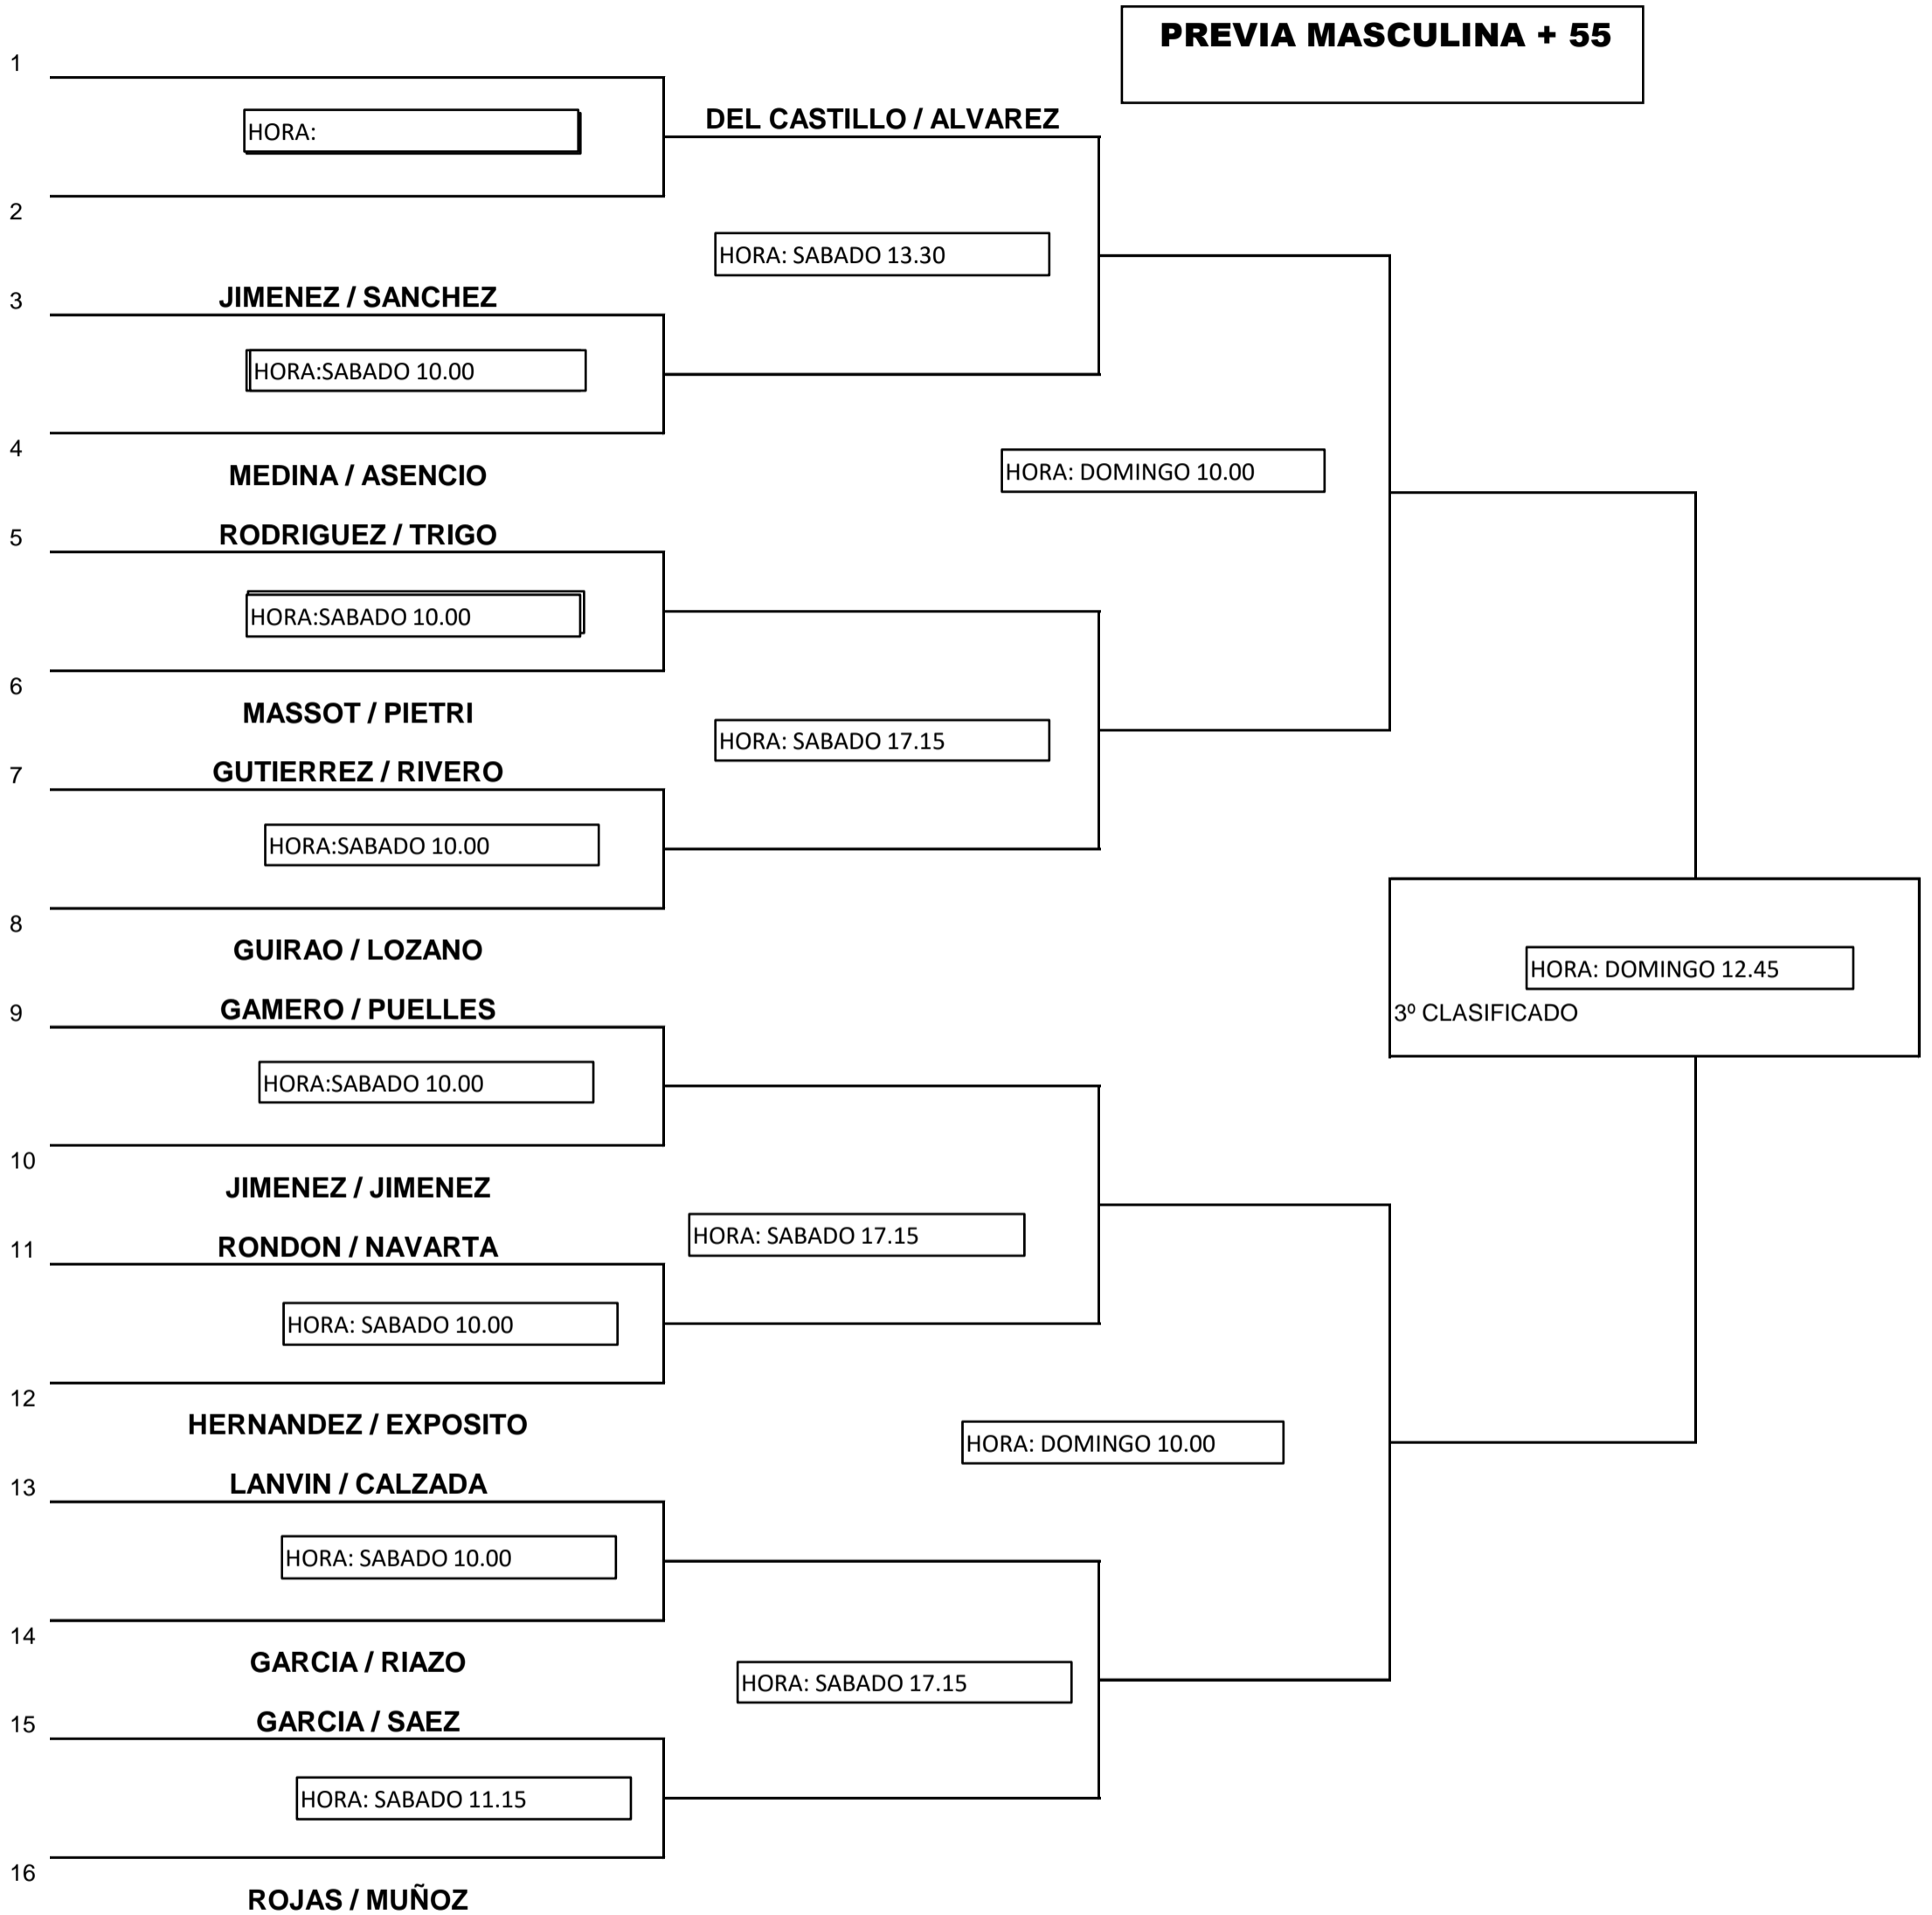 PREVIA MASCULINA + 55
1
HORA:
DEL CASTILLO / ALVAREZ
2
HORA: SABADO 13.30
3
JIMENEZ / SANCHEZ
HORA:SABADO 10.00
4
MEDINA / ASENCIO
HORA: DOMINGO 10.00
5
RODRIGUEZ / TRIGO
HORA:SABADO 10.00
6
MASSOT / PIETRI
HORA: SABADO 17.15
7
GUTIERREZ / RIVERO
HORA:SABADO 10.00
8
GUIRAO / LOZANO
HORA: DOMINGO 12.45
3º CLASIFICADO
9
GAMERO / PUELLES
HORA:SABADO 10.00
10
JIMENEZ / JIMENEZ
HORA: SABADO 17.15
11
RONDON / NAVARTA
HORA: SABADO 10.00
12
HERNANDEZ / EXPOSITO
HORA: DOMINGO 10.00
13
LANVIN / CALZADA
HORA: SABADO 10.00
14
GARCIA / RIAZO
HORA: SABADO 17.15
15
GARCIA / SAEZ
HORA: SABADO 11.15
16
ROJAS / MUÑOZ